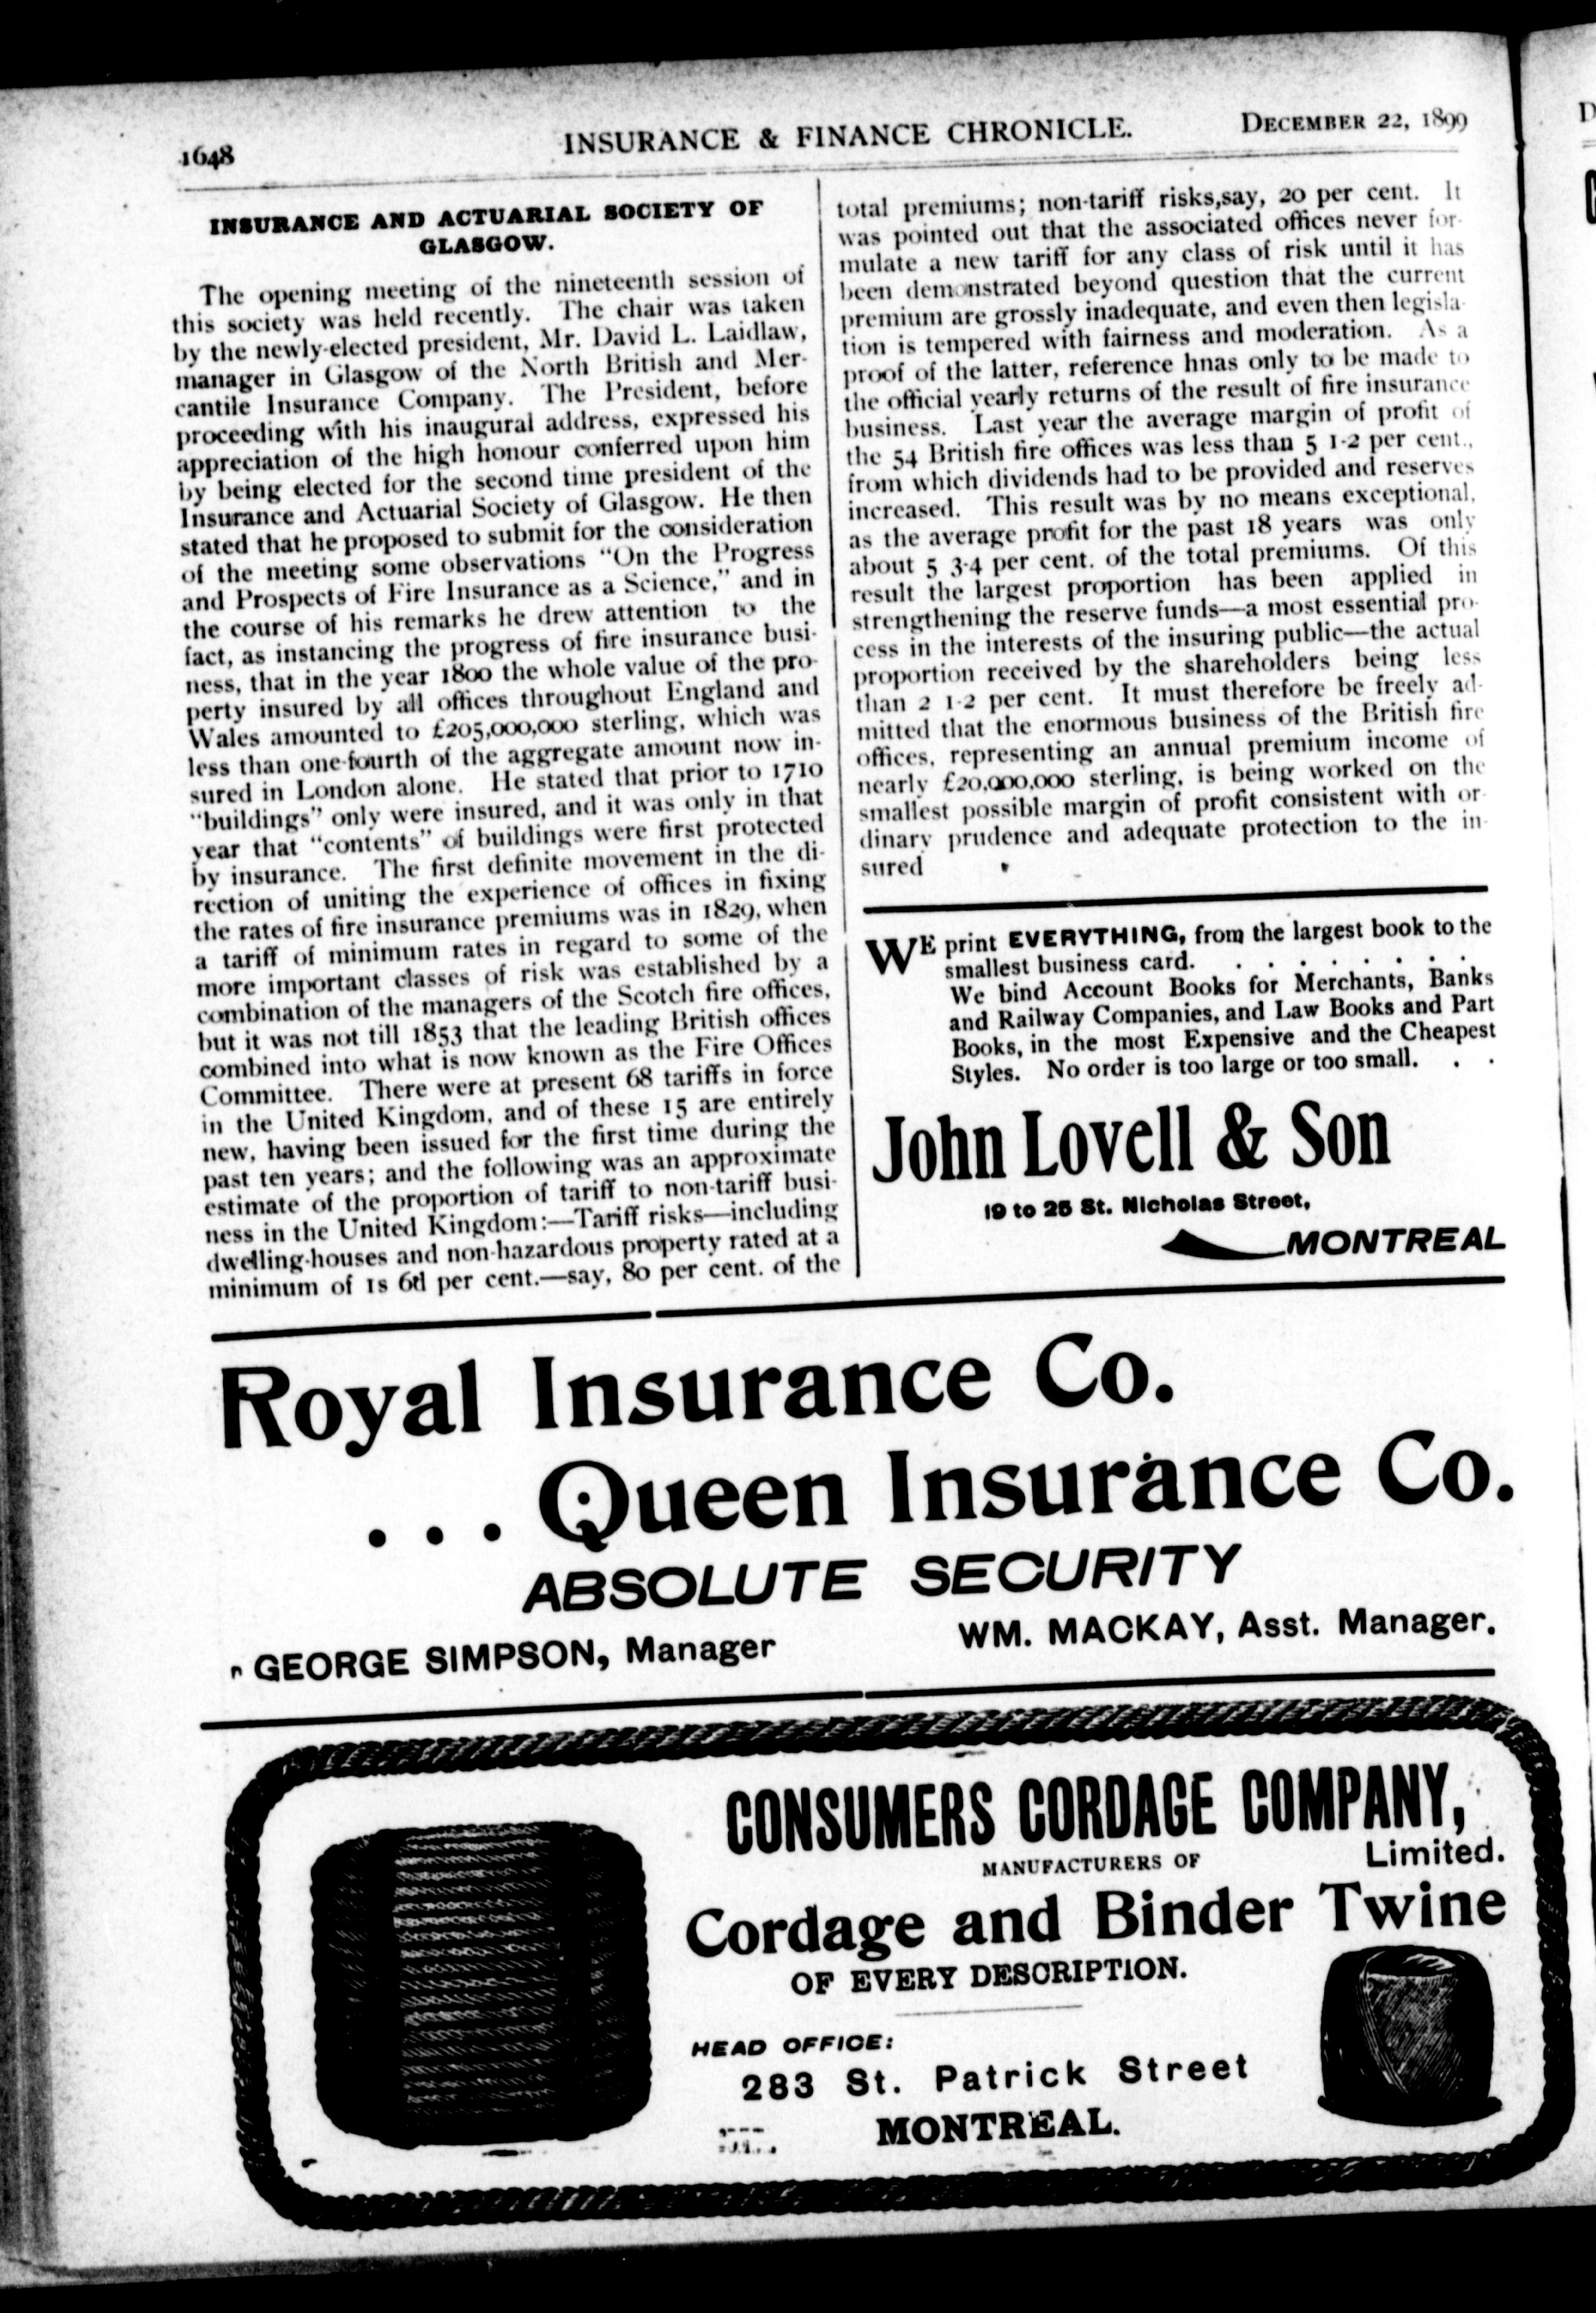 1648
INSURANCE & FINANCE CHRONICLE.
DECEMBER 22, 1899
INSURANCE AND ACTUARIAL SOCIETY OF
GLASGOW.
The opening meeting of the nineteenth session of
this society was held recently. The chair was taken
by the newly-elected president, Mr. David L. Laidlaw,
manager in Glasgow of the North British and Mer-
cantile Insurance Company. The President, before
proceeding with his inaugural address, expressed his
appreciation of the high honour conferred upon him
by being elected for the second time president of the
Insurance and Actuarial Society of Glasgow. He then
stated that he proposed to submit for the consideration
of the meeting some observations "On the Progress
and Prospects of Fire Insurance as a Science," and in
the course of his remarks he drew attention to the
fact, as instancing the progress of fire insurance busi-
ness, that in the year 1800 the whole value of the pro-
perty insured by all offices throughout England and
Wales amounted to £205,000,000 sterling, which was
less than one-fourth of the aggregate amount now in-
sured in London alone. He stated that prior to 1710
"buildings" only were insured, and it was only in that
year that "contents" of buildings were first protected
by insurance. The first definite movement in the di-
rection of uniting the experience of offices in fixing
the rates of fire insurance premiums was in 1829, when
a tariff of minimum rates in regard to some of the
more important classes of risk was established by a
combination of the managers of the Scotch fire offices,
but it was not till 1853 that the leading British offices
combined into what is now known as the Fire Offices
Committee. There were at present 68 tariffs in force
in the United Kingdom, and of these 15 are entirely
new, having been issued for the first time during the
past ten years; and the following was an approximate
estimate of the proportion of tariff to non-tariff busi-
ness in the United Kingdom:—Tariff risks—including
dwelling-houses and non-hazardous property rated at a
minimum of 1s 6d per cent.—say, 80 per cent. of the
total premiums; non-tariff risks,say, 20 per cent. It
was pointed out that the associated offices never for-
mulate a new tariff for any class of risk until it has
been demonstrated beyond question that the current
premium are grossly inadequate, and even then legisla-
tion is tempered with fairness and moderation. As a
proof of the latter, reference hnas only to be made to
the official yearly returns of the result of fire insurance
business. Last year the average margin of profit of
the 54 British fire offices was less than 5 1-2 per cent.,
from which dividends had to be provided and reserves
increased. This result was by no means exceptional,
as the average profit for the past 18 years was only
about 5 3-4 per cent. of the total premiums. Of this
result the largest proportion has been applied in
strengthening the reserve funds—a most essential pro-
cess in the interests of the insuring public—the actual
proportion received by the shareholders being less
than 2 1-2 per cent. It must therefore be freely ad-
mitted that the enormous business of the British fire
offices, representing an annual premium income of
nearly £20,000,000 sterling, is being worked on the
smallest possible margin of profit consistent with or-
dinary prudence and adequate protection to the in-
sured
WE print EVERYTHING, from the largest book to the
smallest business card. . . . . . . .
We bind Account Books for Merchants, Banks
and Railway Companies, and Law Books and Part
Books, in the most Expensive and the Cheapest
Styles. No order is too large or too small. . .
John Lovell & Son
19 to 25 St. Nicholas Street,
MONTREAL
Royal Insurance Co.
. . . Queen Insurance Co.
ABSOLUTE SECURITY
GEORGE SIMPSON, Manager
WM. MACKAY, Asst. Manager.
CONSUMERS CORDAGE COMPANY,
Limited.
MANUFACTURERS OF
Cordage and Binder Twine
OF EVERY DESCRIPTION.
HEAD OFFICE:
283 St. Patrick Street
MONTREAL.